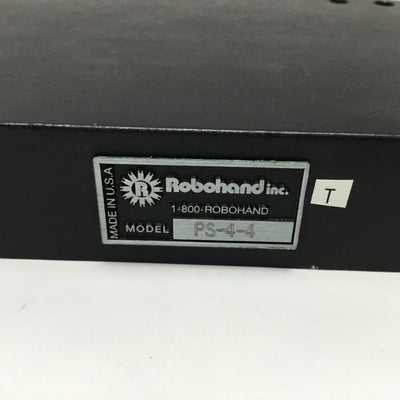 MADE IN U.S.A
R Robohand inc.
1-800-ROBOHAND
MODEL PS-4-4
T